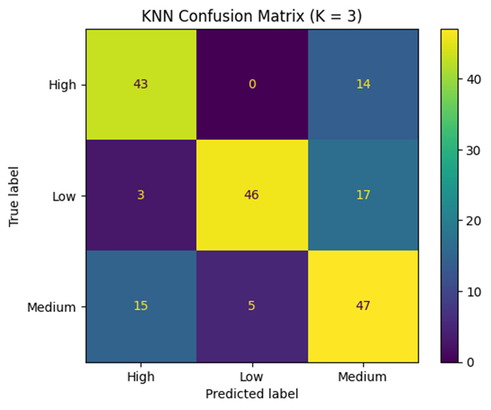 KNN Confusion Matrix (K = 3)
High 43 0 14
Low 3 46 17
Medium 15 5 47
High Low Medium
Predicted label
True label
40
30
20
10
0